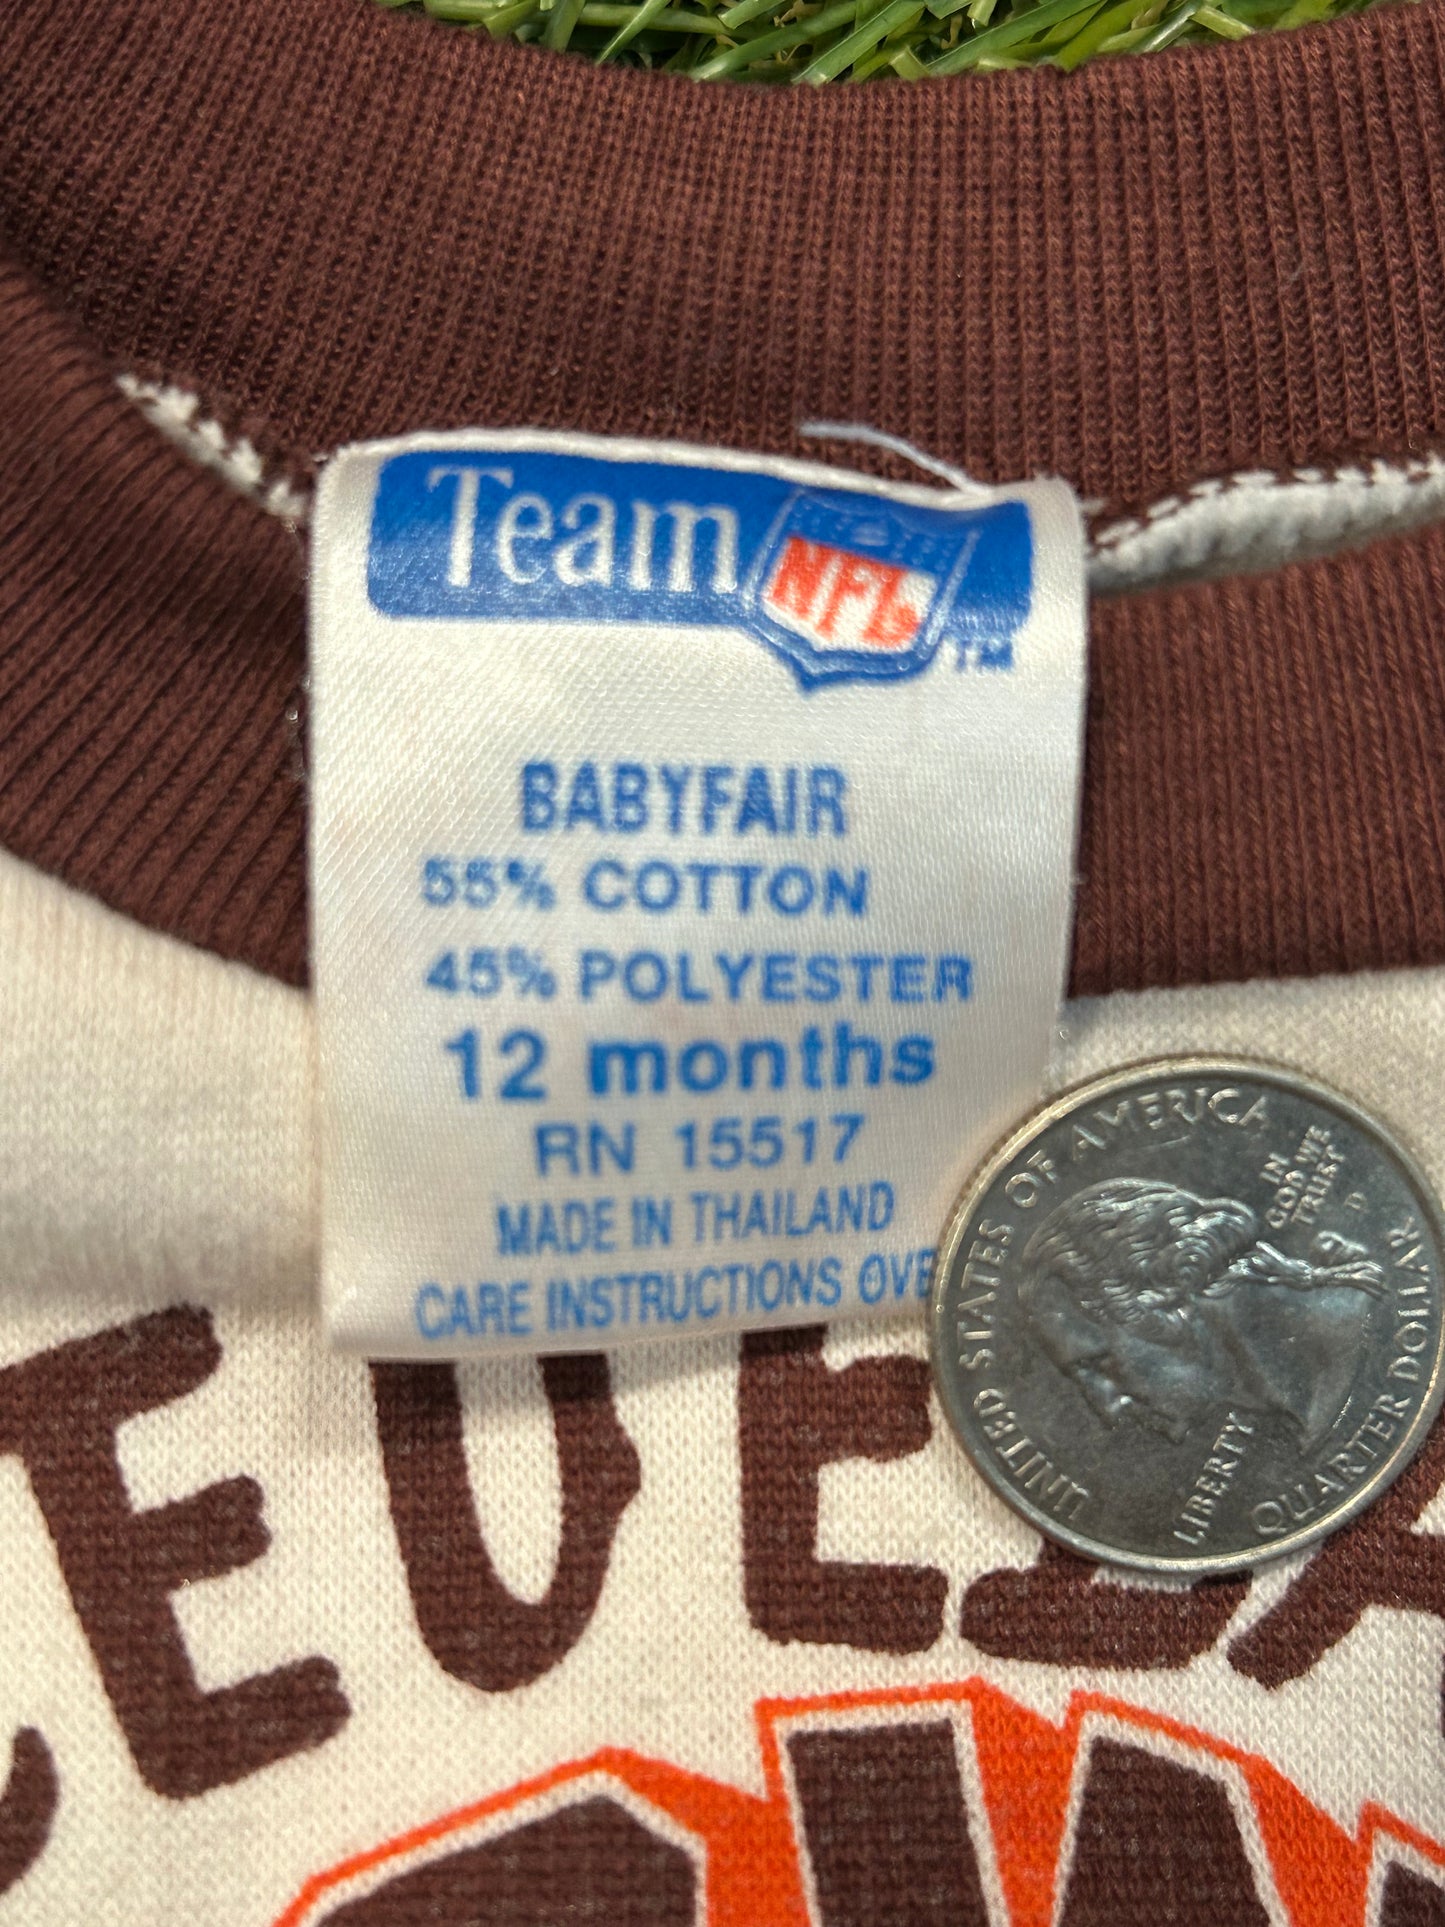 Team NFL TM
BABYFAIR
55% COTTON
45% POLYESTER
12 months
RN 15517
MADE IN THAILAND
CARE INSTRUCTIONS OVE
UNITED STATES OF AMERICA
IN
GOD WE
TRUST
D
LIBERTY
QUARTER DOLLAR
EVELA